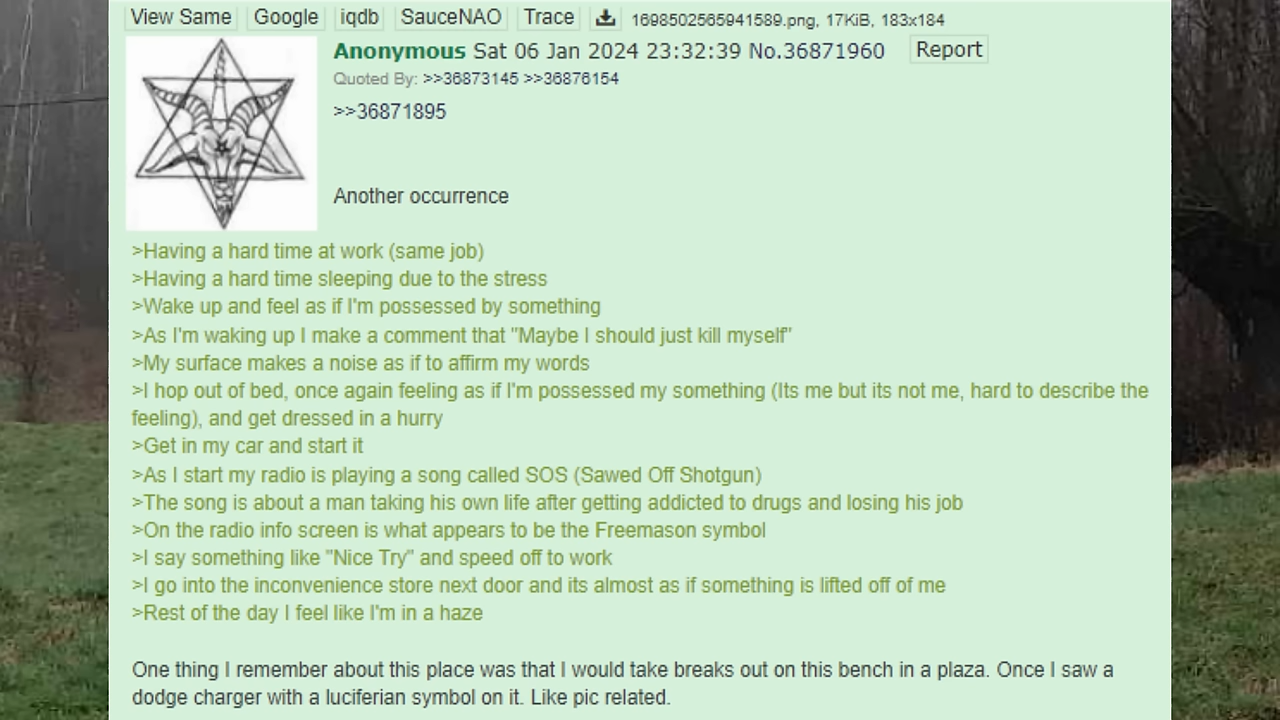 View Same Google iqdb SauceNAO Trace 1698502565941589.png, 17KiB, 183x184
Anonymous Sat 06 Jan 2024 23:32:39 No.36871960 Report
Quoted By: >>36873145 >>36876154
>>36871895
Another occurrence
>Having a hard time at work (same job)
>Having a hard time sleeping due to the stress
>Wake up and feel as if I'm possessed by something
>As I'm waking up I make a comment that "Maybe I should just kill myself"
>My surface makes a noise as if to affirm my words
>I hop out of bed, once again feeling as if I'm possessed my something (Its me but its not me, hard to describe the
feeling), and get dressed in a hurry
>Get in my car and start it
>As I start my radio is playing a song called SOS (Sawed Off Shotgun)
>The song is about a man taking his own life after getting addicted to drugs and losing his job
>On the radio info screen is what appears to be the Freemason symbol
>I say something like "Nice Try" and speed off to work
>I go into the inconvenience store next door and its almost as if something is lifted off of me
>Rest of the day I feel like I'm in a haze
One thing I remember about this place was that I would take breaks out on this bench in a plaza. Once I saw a
dodge charger with a luciferian symbol on it. Like pic related.